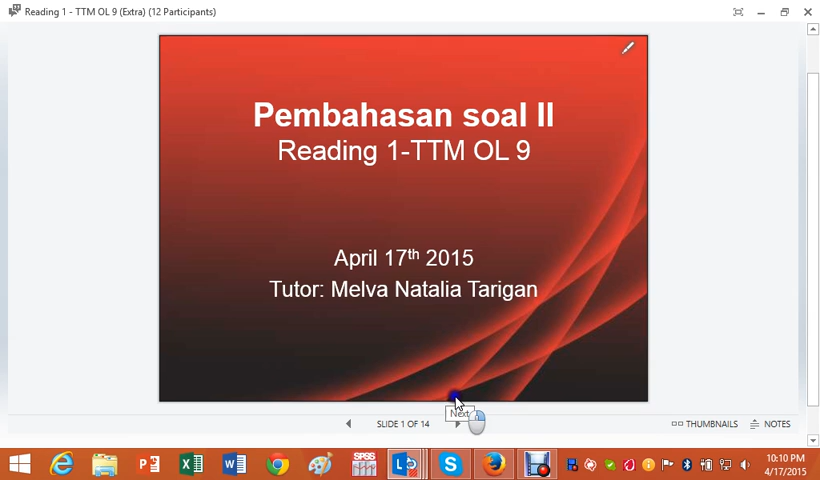 Reading 1 - TTM OL 9 (Extra) (12 Participants)
Pembahasan soal II
Reading 1-TTM OL 9
April 17th 2015
Tutor: Melva Natalia Tarigan
Next
SLIDE 1 OF 14
THUMBNAILS
NOTES
SPSS
10:10 PM
4/17/2015